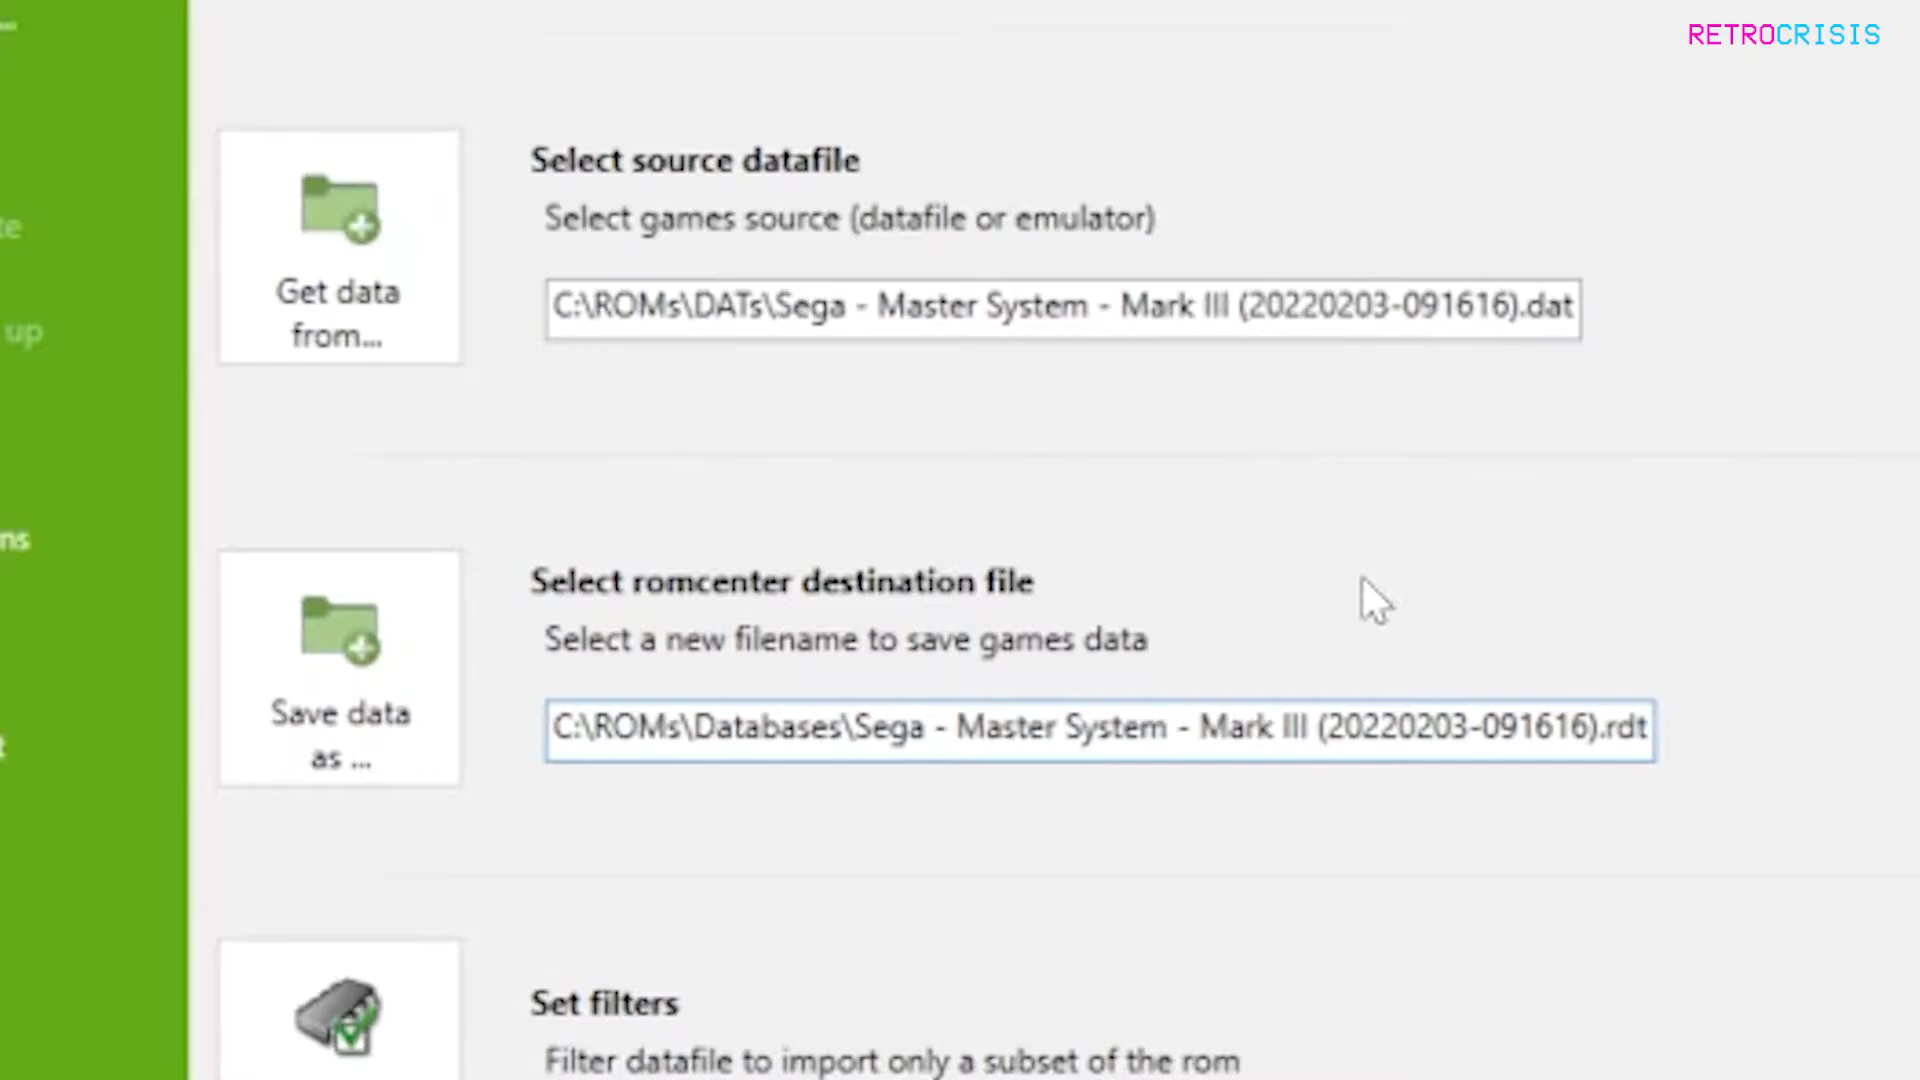 RETROCRISIS
Select source datafile
Select games source (datafile or emulator)
Get data
from...
C:\ROMs\DATs\Sega - Master System - Mark III (20220203-091616).dat
up
Select romcenter destination file
Select a new filename to save games data
Save data
as ...
C:\ROMs\Databases\Sega - Master System - Mark III (20220203-091616).rdt
Set filters
Filter datafile to import only a subset of the rom